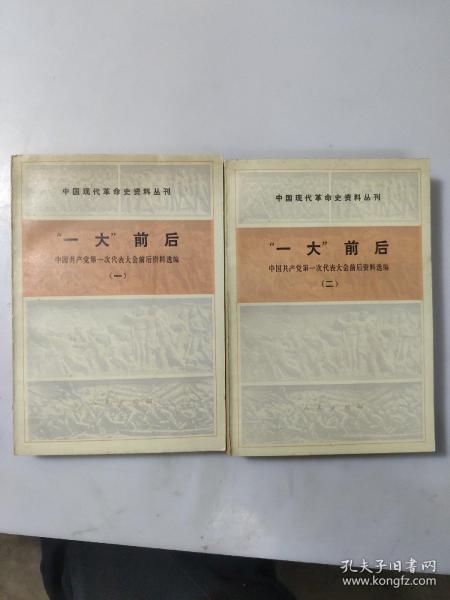 中国现代革命史资料丛刊
“一大”前后
中国共产党第一次代表大会前后资料选编
(一)
中国现代革命史资料丛刊
“一大”前后
中国共产党第一次代表大会前后资料选编
(二)
孔夫子旧书网
www.kongfz.com